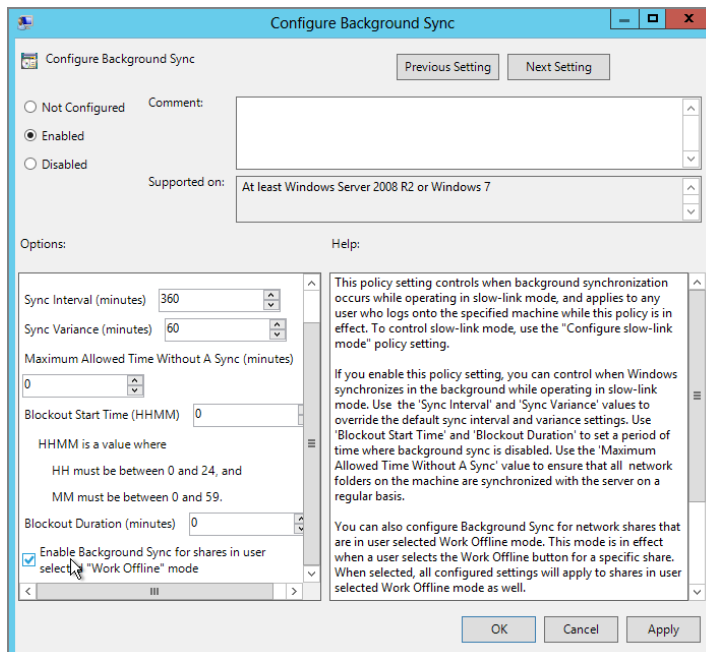 Configure Background Sync
Configure Background Sync
Previous Setting
Next Setting
Not Configured
Comment:
Enabled
Disabled
Supported on:
At least Windows Server 2008 R2 or Windows 7
Options:
Help:
Sync Interval (minutes) 360
Sync Variance (minutes) 60
Maximum Allowed Time Without A Sync (minutes)
0
Blockout Start Time (HHMM) 0
HHMM is a value where
HH must be between 0 and 24, and
MM must be between 0 and 59.
Blockout Duration (minutes) 0
Enable Background Sync for shares in user
selected "Work Offline" mode
This policy setting controls when background synchronization
occurs while operating in slow-link mode, and applies to any
user who logs onto the specified machine while this policy is in
effect. To control slow-link mode, use the "Configure slow-link
mode" policy setting.
If you enable this policy setting, you can control when Windows
synchronizes in the background while operating in slow-link
mode. Use the 'Sync Interval' and 'Sync Variance' values to
override the default sync interval and variance settings. Use
'Blockout Start Time' and 'Blockout Duration' to set a period of
time where background sync is disabled. Use the 'Maximum
Allowed Time Without A Sync' value to ensure that all network
folders on the machine are synchronized with the server on a
regular basis.
You can also configure Background Sync for network shares that
are in user selected Work Offline mode. This mode is in effect
when a user selects the Work Offline button for a specific share.
When selected, all configured settings will apply to shares in user
selected Work Offline mode as well.
OK
Cancel
Apply